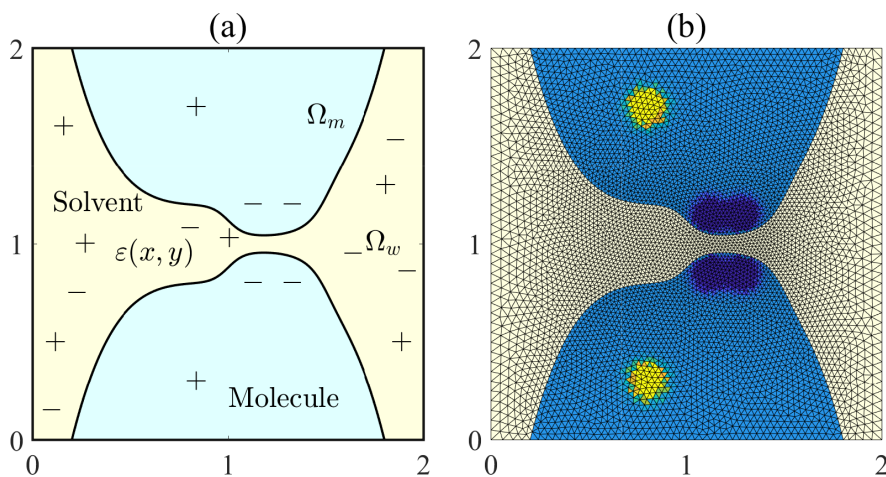 (a)
(b)
2
1
0
0 1 2
Ω_m
Solvent
ε(x, y)
Ω_w
Molecule
2
1
0
0 1 2